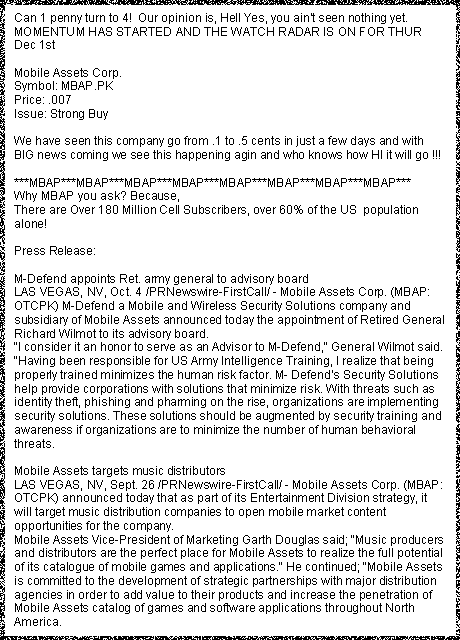 Can 1 penny turn to 4!  Our opinion is, Hell Yes, you ain't seen nothing yet.
MOMENTUM HAS STARTED AND THE WATCH RADAR IS ON FOR THUR
Dec 1st
Mobile Assets Corp.
Symbol: MBAP.PK
Price: .007
Issue: Strong Buy
We have seen this company go from .1 to .5 cents in just a few days and with
BIG news coming we see this happening agin and who knows how HI it will go !!!
***MBAP***MBAP***MBAP***MBAP***MBAP***MBAP***MBAP***MBAP***
Why MBAP you ask? Because,
There are Over 180 Million Cell Subscribers, over 60% of the US  population
alone!
Press Release:
M-Defend appoints Ret. army general to advisory board
LAS VEGAS, NV, Oct. 4 /PRNewswire-FirstCall/ - Mobile Assets Corp. (MBAP:
OTCPK) M-Defend a Mobile and Wireless Security Solutions company and
subsidiary of Mobile Assets announced today the appointment of Retired General
Richard Wilmot to its advisory board.
"I consider it an honor to serve as an Advisor to M-Defend," General Wilmot said.
"Having been responsible for US Army Intelligence Training, I realize that being
properly trained minimizes the human risk factor. M- Defend's Security Solutions
help provide corporations with solutions that minimize risk. With threats such as
identity theft, phishing and pharming on the rise, organizations are implementing
security solutions. These solutions should be augmented by security training and
awareness if organizations are to minimize the number of human behavioral
threats.
Mobile Assets targets music distributors
LAS VEGAS, NV, Sept. 26 /PRNewswire-FirstCall/ - Mobile Assets Corp. (MBAP:
OTCPK) announced today that as part of its Entertainment Division strategy, it
will target music distribution companies to open mobile market content
opportunities for the company.
Mobile Assets Vice-President of Marketing Garth Douglas said; "Music producers
and distributors are the perfect place for Mobile Assets to realize the full potential
of its catalogue of mobile games and applications." He continued; "Mobile Assets
is committed to the development of strategic partnerships with major distribution
agencies in order to add value to their products and increase the penetration of
Mobile Assets catalog of games and software applications throughout North
America.